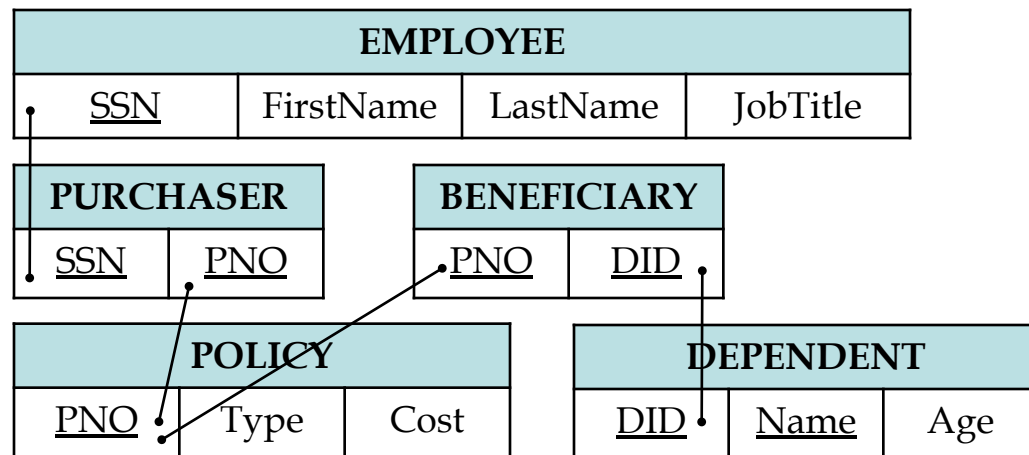 EMPLOYEE
SSN FirstName LastName JobTitle
PURCHASER BENEFICIARY
SSN PNO PNO DID
POLICY DEPENDENT
PNO Type Cost DID Name Age